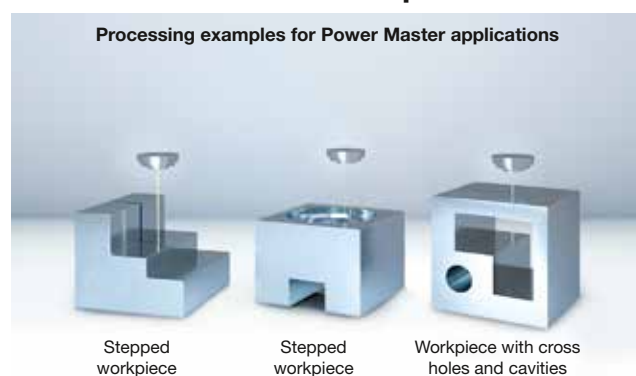 Processing examples for Power Master applications
Stepped
workpiece
Stepped
workpiece
Workpiece with cross
holes and cavities